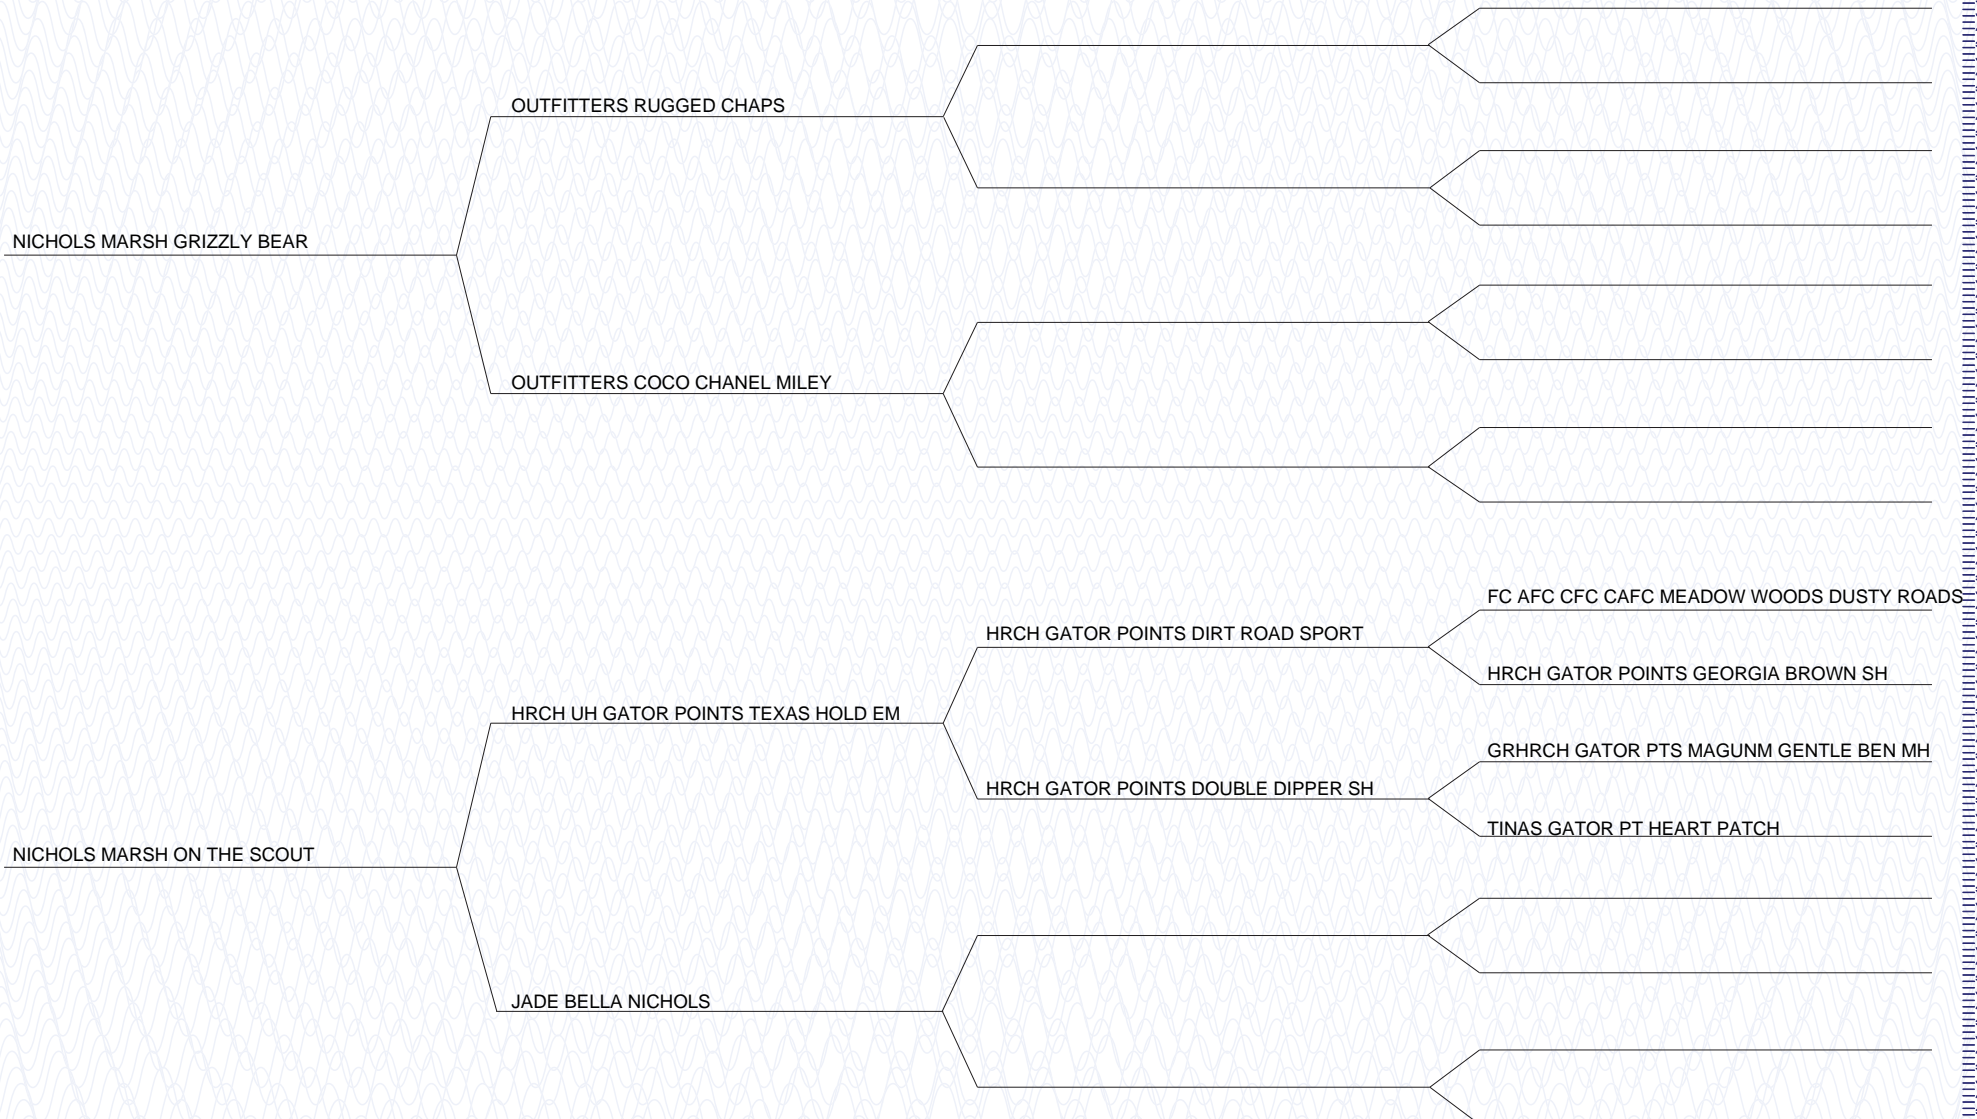 OUTFITTERS RUGGED CHAPS
NICHOLS MARSH GRIZZLY BEAR
OUTFITTERS COCO CHANEL MILEY
FC AFC CFC CAFC MEADOW WOODS DUSTY ROADS
HRCH GATOR POINTS DIRT ROAD SPORT
HRCH GATOR POINTS GEORGIA BROWN SH
HRCH UH GATOR POINTS TEXAS HOLD EM
GRHRCH GATOR PTS MAGUNM GENTLE BEN MH
HRCH GATOR POINTS DOUBLE DIPPER SH
TINAS GATOR PT HEART PATCH
NICHOLS MARSH ON THE SCOUT
JADE BELLA NICHOLS